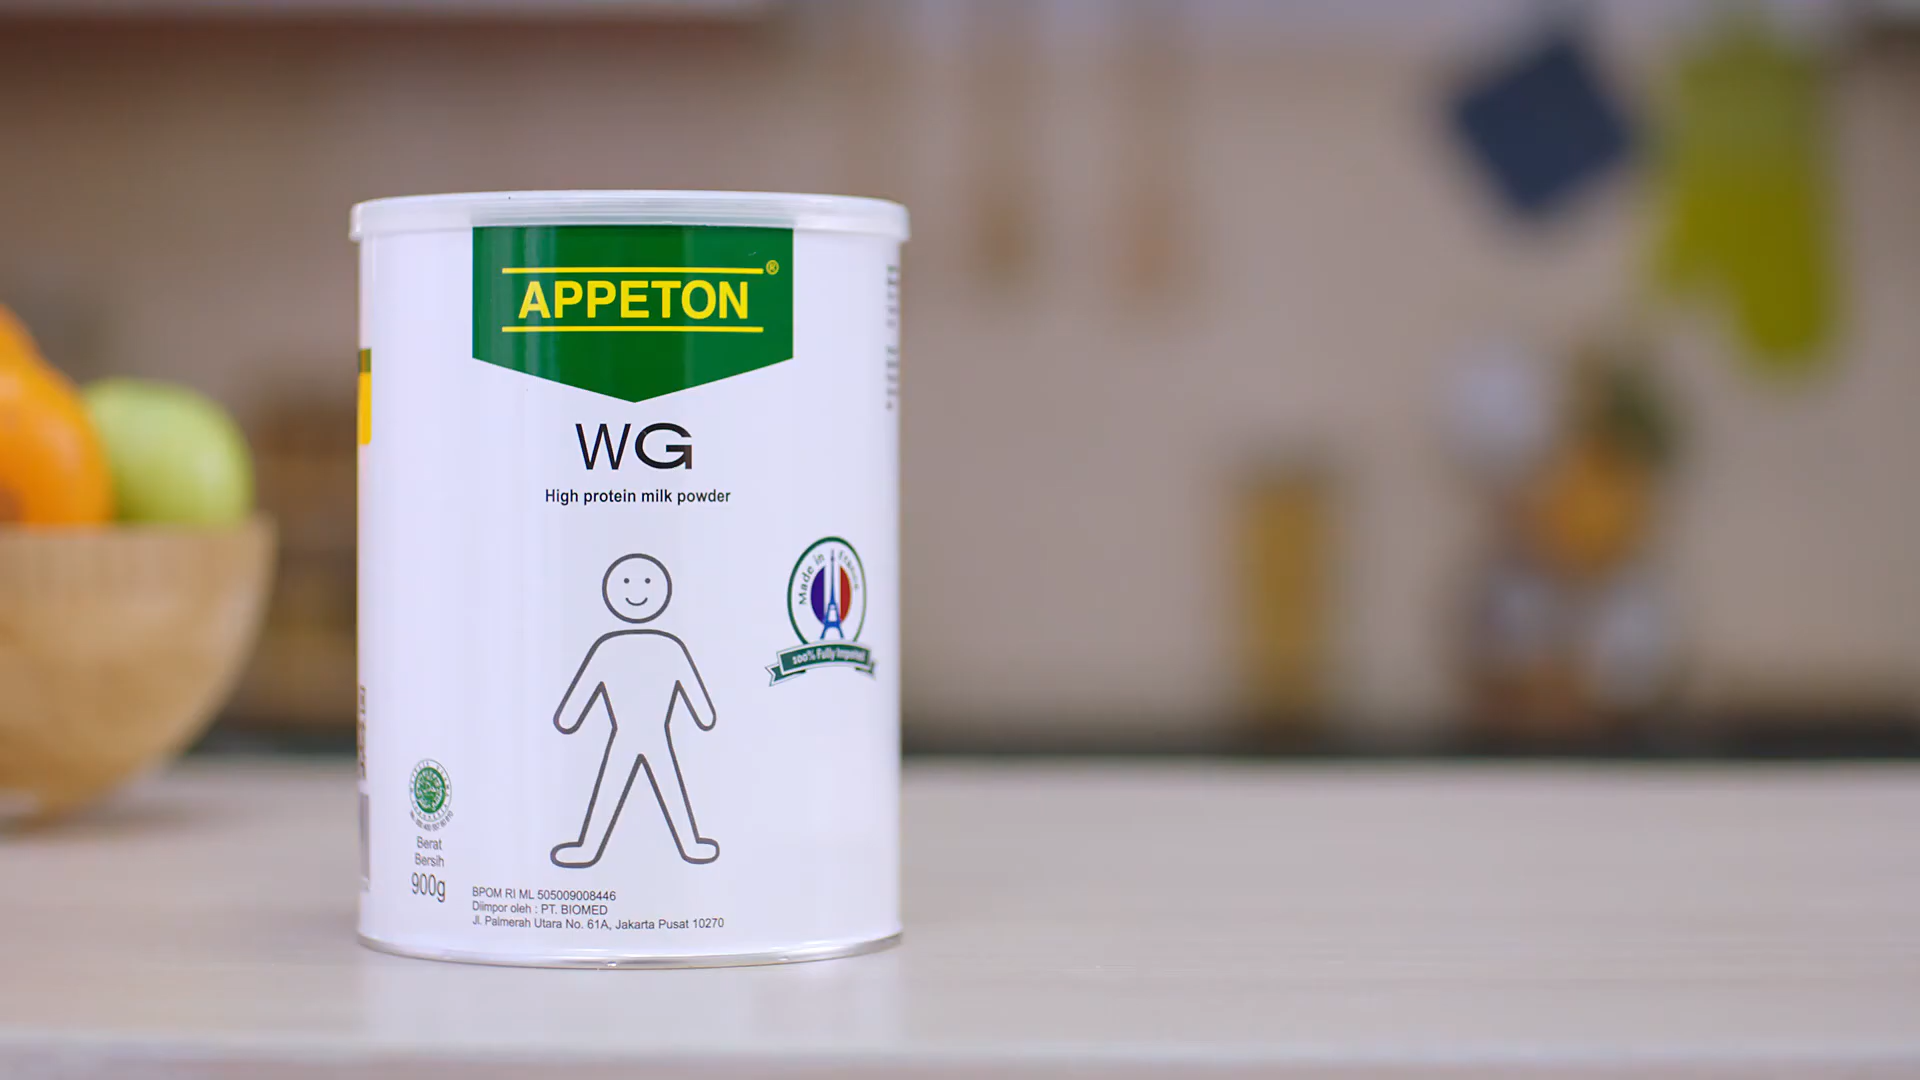 APPETON®
WG
High protein milk powder
Made in France
100% Fully Imported
Berat
Bersih
900g
BPOM RI ML 505009008446
Diimpor oleh : PT. BIOMED
Jl. Palmerah Utara No. 61A, Jakarta Pusat 10270